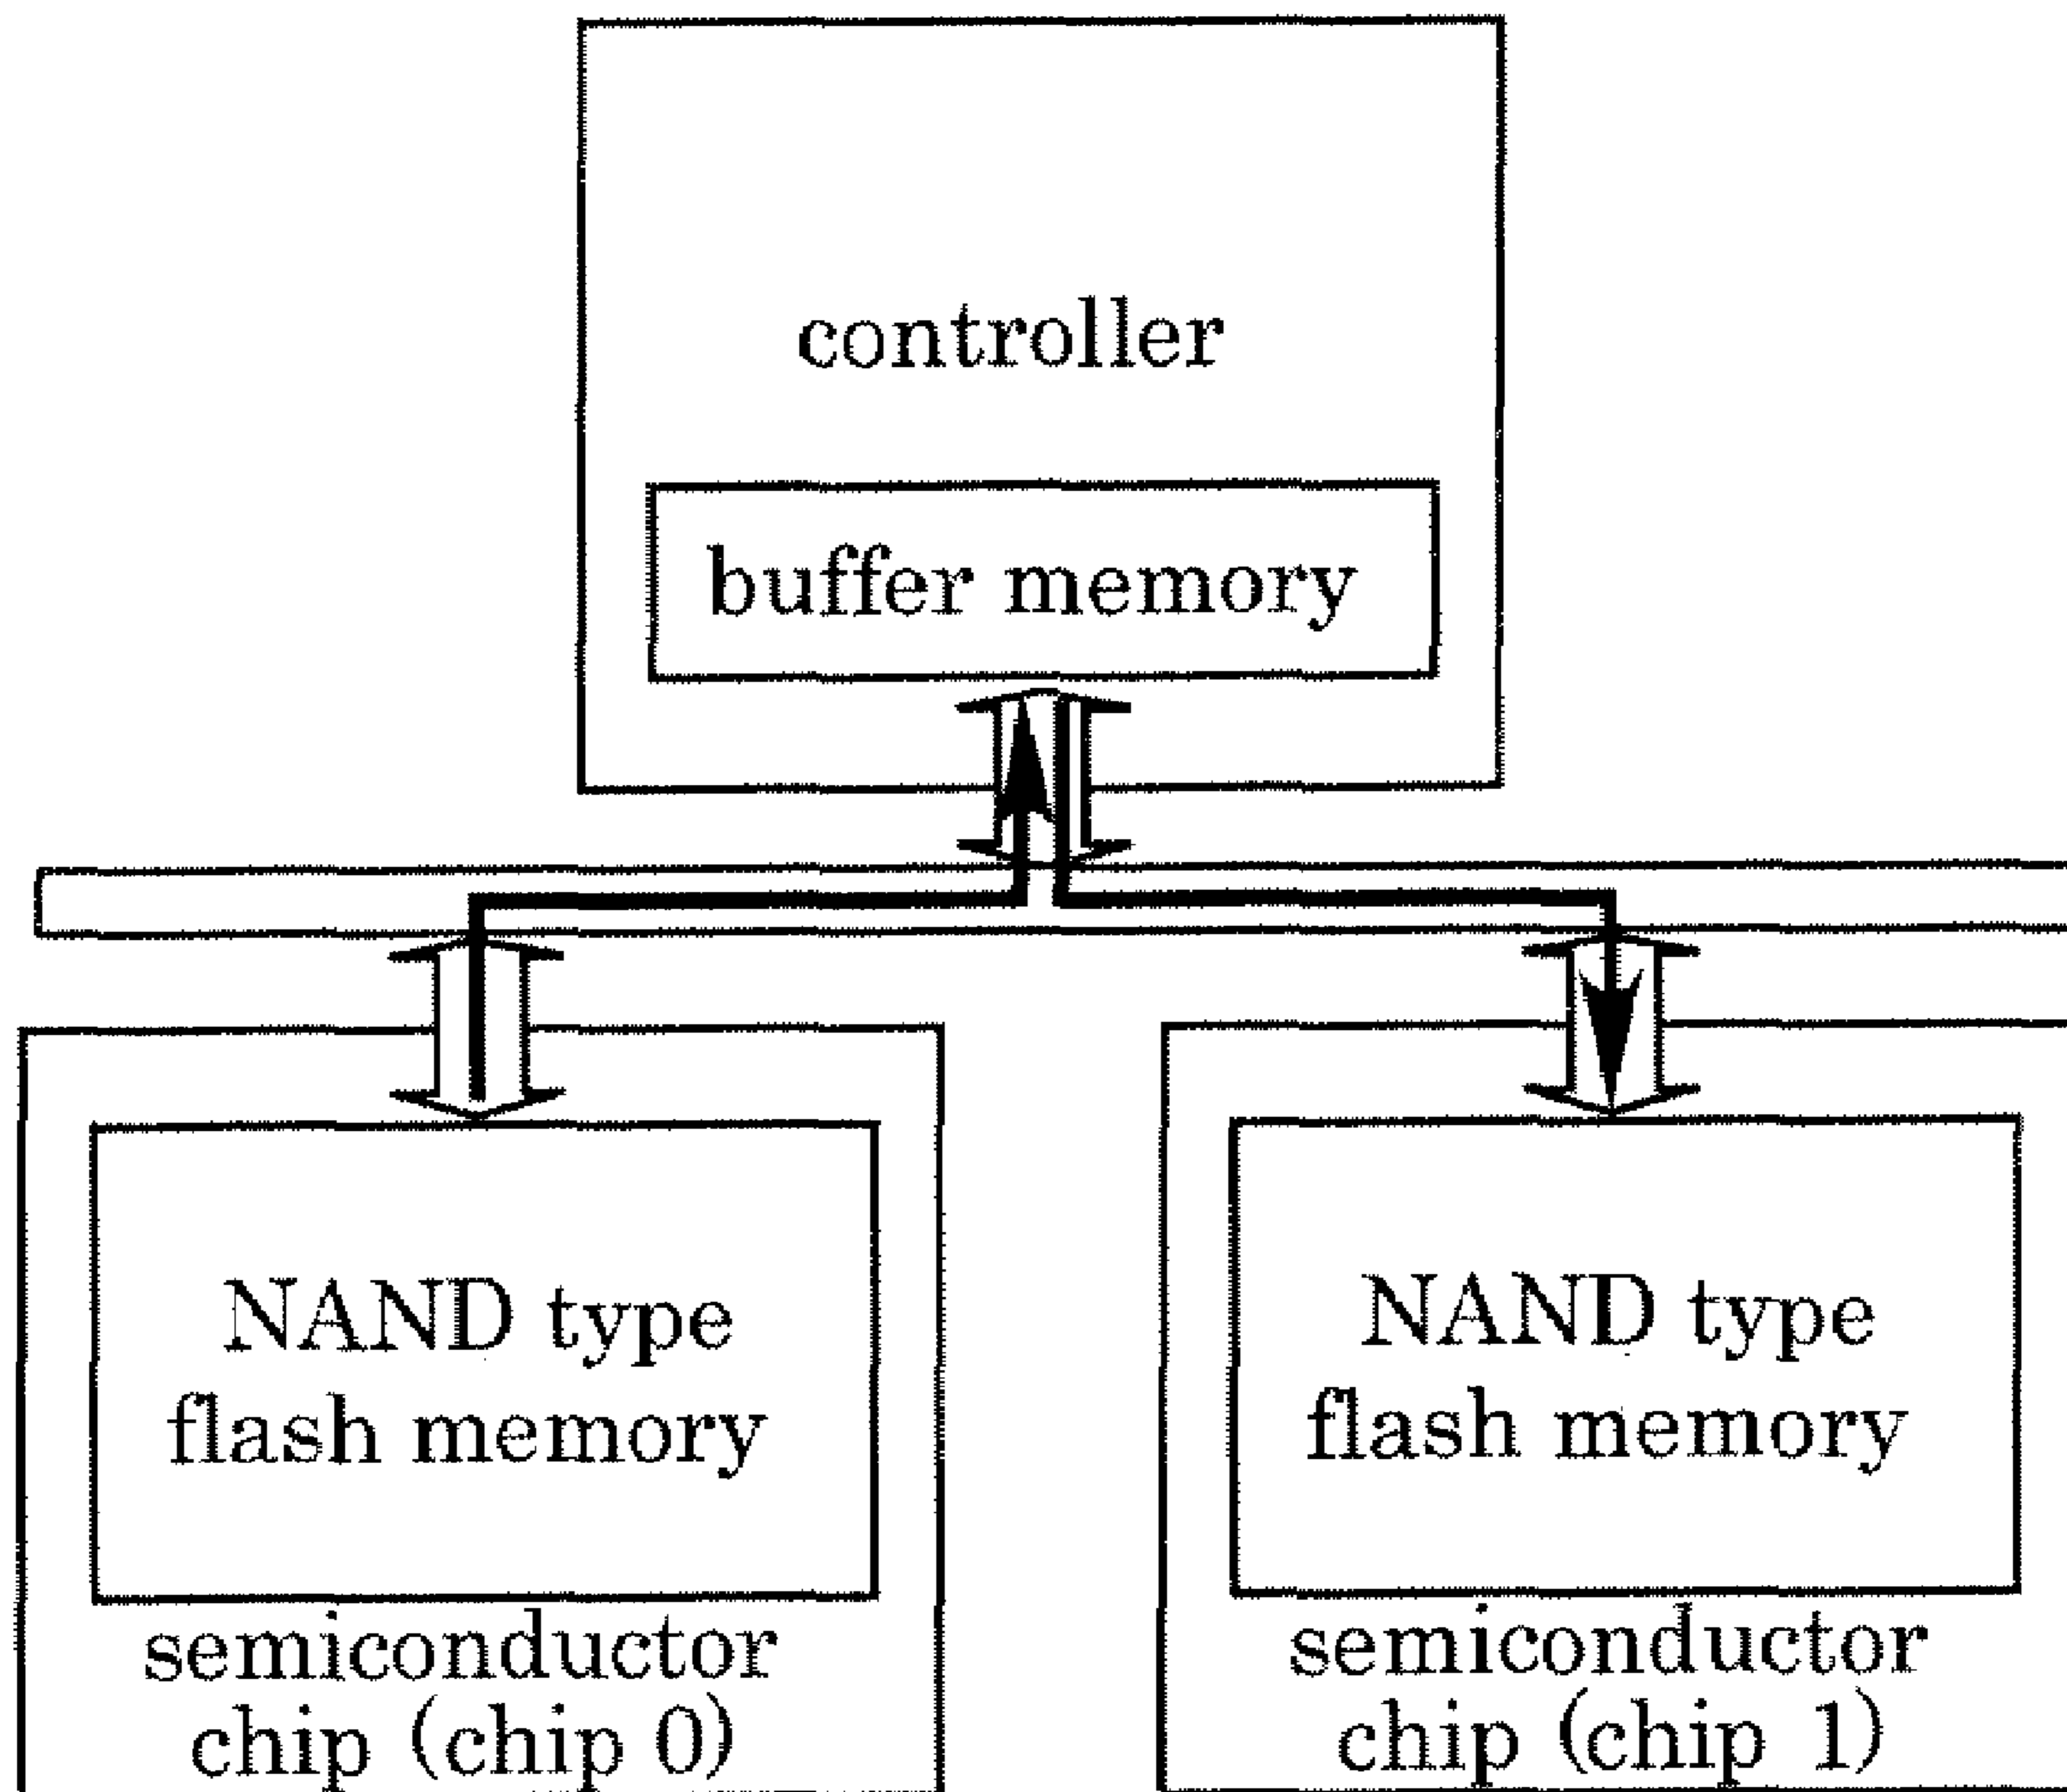 controller
buffer memory
NAND type
flash memory
semiconductor
chip (chip 0)
NAND type
flash memory
semiconductor
chip (chip 1)